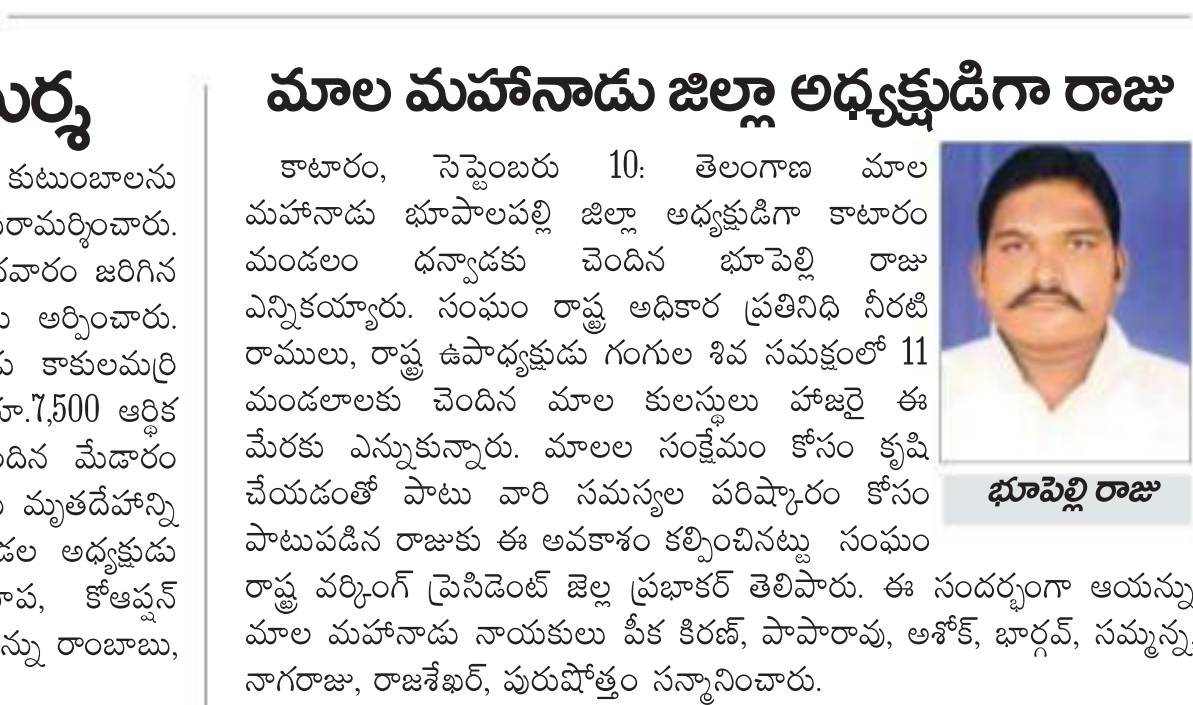 కుటుంబాలను
పరామర్శించారు.
జరిగిన
అర్పించారు.
కాకులమర్రి
రూ.7,500 ఆర్థిక
మేడారం
మృతదేహాన్ని
అధ్యక్షుడు
కోఆప్షన్
రాంబాబు,
మాల మహానాడు జిల్లా అధ్యక్షుడిగా రాజు
కాటారం, సెప్టెంబరు 10: తెలంగాణ మాల
మహానాడు భూపాలపల్లి జిల్లా అధ్యక్షుడిగా కాటారం
మండలం ధన్వాడకు చెందిన భూపెల్లి రాజు
ఎన్నికయ్యారు. సంఘం రాష్ట్ర అధికార ప్రతినిధి నీరటి
రాములు, రాష్ట్ర ఉపాధ్యక్షుడు గంగుల శివ సమక్షంలో 11
మండలాలకు చెందిన మాల కులస్థులు హాజరై ఈ
మేరకు ఎన్నుకున్నారు. మాలల సంక్షేమం కోసం కృషి
చేయడంతో పాటు వారి సమస్యల పరిష్కారం కోసం
పాటుపడిన రాజుకు ఈ అవకాశం కల్పించినట్టు సంఘం
రాష్ట్ర వర్కింగ్ ప్రెసిడెంట్ జెల్ల ప్రభాకర్ తెలిపారు. ఈ సందర్భంగా ఆయన్ను
మాల మహానాడు నాయకులు పీక కిరణ్, పాపారావు, అశోక్, భార్గవ్, సమ్మన్న,
నాగరాజు, రాజశేఖర్, పురుషోత్తం సన్మానించారు.
భూపెల్లి రాజు